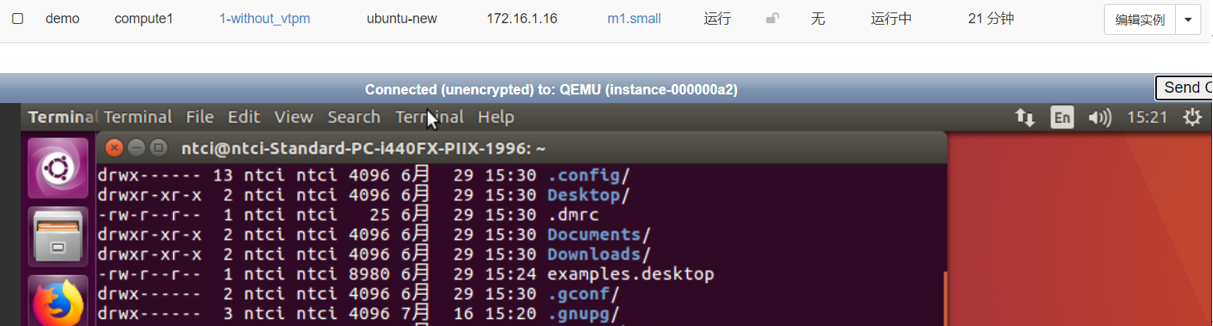 demo compute1 1-without_vtpm ubuntu-new 172.16.1.16 m1.small 运行 无 运行中 21 分钟 编辑实例
Connected (unencrypted) to: QEMU (instance-000000a2) Send C
Terminal Terminal File Edit View Search Terminal Help En 15:21
ntci@ntci-Standard-PC-i440FX-PIIX-1996: ~
drwx------ 13 ntci ntci 4096 6月 29 15:30 .config/
drwxr-xr-x 2 ntci ntci 4096 6月 29 15:30 Desktop/
-rw-r--r-- 1 ntci ntci 25 6月 29 15:30 .dmrc
drwxr-xr-x 2 ntci ntci 4096 6月 29 15:30 Documents/
drwxr-xr-x 2 ntci ntci 4096 6月 29 15:30 Downloads/
-rw-r--r-- 1 ntci ntci 8980 6月 29 15:24 examples.desktop
drwx------ 2 ntci ntci 4096 6月 29 15:30 .gconf/
drwx------ 3 ntci ntci 4096 7月 16 15:20 .gnupg/